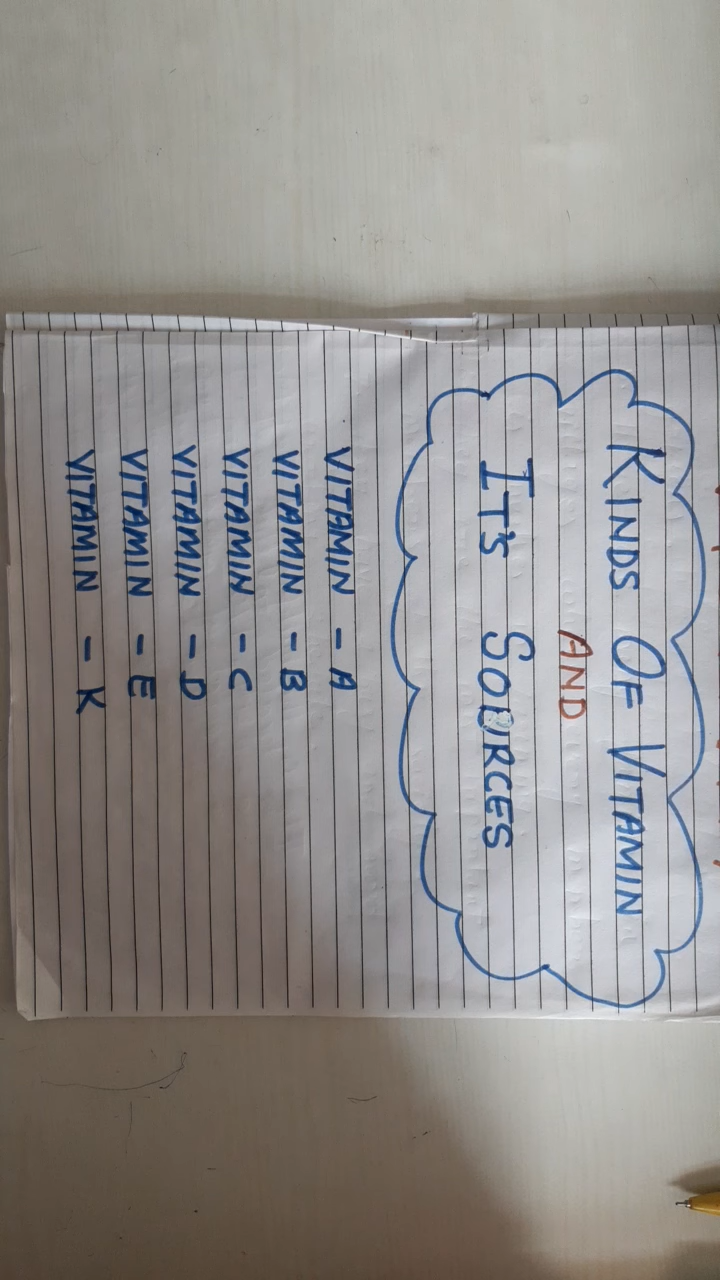 KINDS OF VITAMIN
AND
IT'S SOURCES
VITAMIN - A
VITAMIN - B
VITAMIN - C
VITAMIN - D
VITAMIN - E
VITAMIN - K